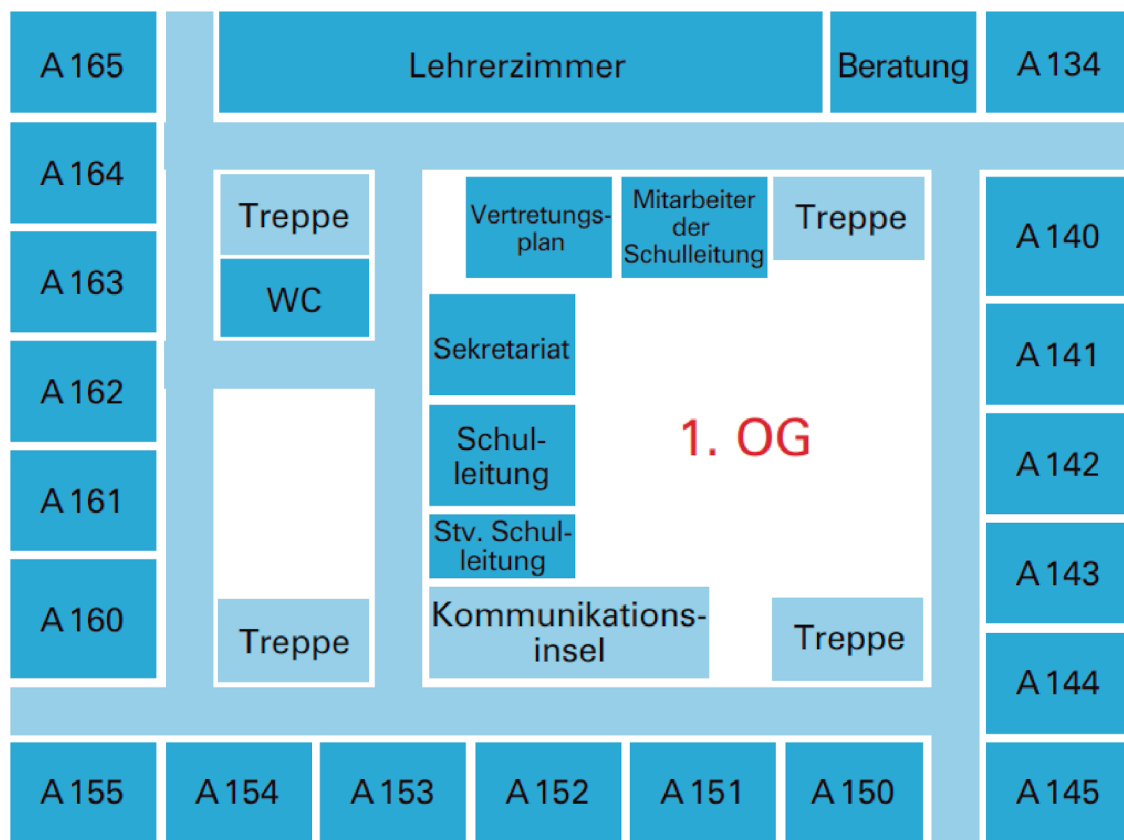 A 165
Lehrerzimmer
Beratung
A 134
A 164
Treppe
Vertretungs-
plan
Mitarbeiter
der
Schulleitung
Treppe
A 140
A 163
WC
Sekretariat
A 141
A 162
Schul-
leitung
1. OG
A 142
A 161
Stv. Schul-
leitung
A 143
A 160
Treppe
Kommunikations-
insel
Treppe
A 144
A 155
A 154
A 153
A 152
A 151
A 150
A 145